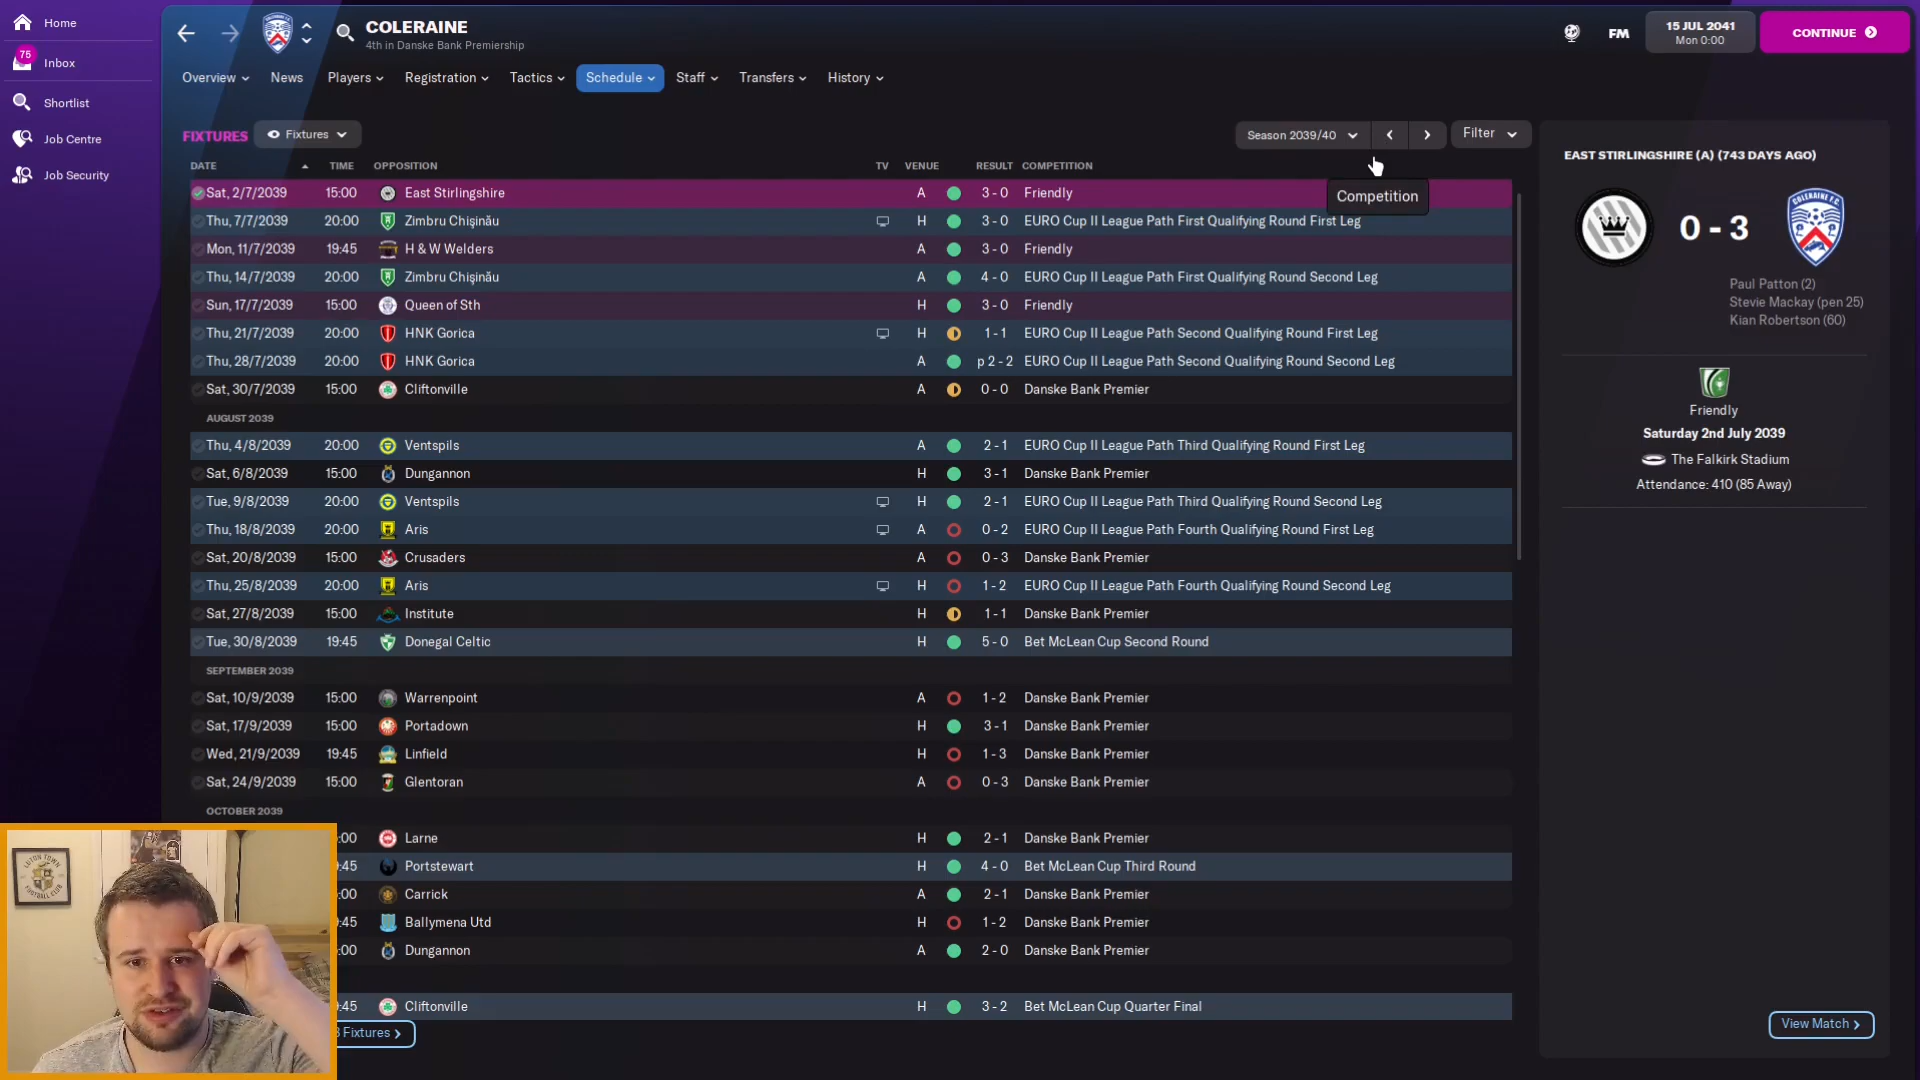 Home
75
Inbox
Shortlist
Job Centre
Job Security
COLERAINE
4th in Danske Bank Premiership
FM
15 JUL 2041
Mon 0:00
CONTINUE
Overview
News
Players
Registration
Tactics
Schedule
Staff
Transfers
History
FIXTURES
Fixtures
Season 2039/40
Filter
DATE TIME OPPOSITION TV VENUE RESULT COMPETITION
Sat, 2/7/2039 15:00 East Stirlingshire A 3 - 0 Friendly
Competition
Thu, 7/7/2039 20:00 Zimbru Chişinău H 3 - 0 EURO Cup II League Path First Qualifying Round First Leg
Mon, 11/7/2039 19:45 H & W Welders A 3 - 0 Friendly
Thu, 14/7/2039 20:00 Zimbru Chişinău A 4 - 0 EURO Cup II League Path First Qualifying Round Second Leg
Sun, 17/7/2039 15:00 Queen of Sth H 3 - 0 Friendly
Thu, 21/7/2039 20:00 HNK Gorica H 1 - 1 EURO Cup II League Path Second Qualifying Round First Leg
Thu, 28/7/2039 20:00 HNK Gorica A p 2 - 2 EURO Cup II League Path Second Qualifying Round Second Leg
Sat, 30/7/2039 15:00 Cliftonville A 0 - 0 Danske Bank Premier
AUGUST 2039
Thu, 4/8/2039 20:00 Ventspils A 2 - 1 EURO Cup II League Path Third Qualifying Round First Leg
Sat, 6/8/2039 15:00 Dungannon H 3 - 1 Danske Bank Premier
Tue, 9/8/2039 20:00 Ventspils H 2 - 1 EURO Cup II League Path Third Qualifying Round Second Leg
Thu, 18/8/2039 20:00 Aris A 0 - 2 EURO Cup II League Path Fourth Qualifying Round First Leg
Sat, 20/8/2039 15:00 Crusaders A 0 - 3 Danske Bank Premier
Thu, 25/8/2039 20:00 Aris H 1 - 2 EURO Cup II League Path Fourth Qualifying Round Second Leg
Sat, 27/8/2039 15:00 Institute H 1 - 1 Danske Bank Premier
Tue, 30/8/2039 19:45 Donegal Celtic H 5 - 0 Bet McLean Cup Second Round
SEPTEMBER 2039
Sat, 10/9/2039 15:00 Warrenpoint A 1 - 2 Danske Bank Premier
Sat, 17/9/2039 15:00 Portadown H 3 - 1 Danske Bank Premier
Wed, 21/9/2039 19:45 Linfield H 1 - 3 Danske Bank Premier
Sat, 24/9/2039 15:00 Glentoran A 0 - 3 Danske Bank Premier
OCTOBER 2039
:00 Larne H 2 - 1 Danske Bank Premier
:45 Portstewart H 4 - 0 Bet McLean Cup Third Round
:00 Carrick A 2 - 1 Danske Bank Premier
:45 Ballymena Utd H 1 - 2 Danske Bank Premier
:00 Dungannon A 2 - 0 Danske Bank Premier
:45 Cliftonville H 3 - 2 Bet McLean Cup Quarter Final
Fixtures
EAST STIRLINGSHIRE (A) (743 DAYS AGO)
0 - 3
COLERAINE F.C.
Paul Patton (2)
Stevie Mackay (pen 25)
Kian Robertson (60)
Friendly
Saturday 2nd July 2039
The Falkirk Stadium
Attendance: 410 (85 Away)
View Match
LUTON TOWN
FOOTBALL CLUB